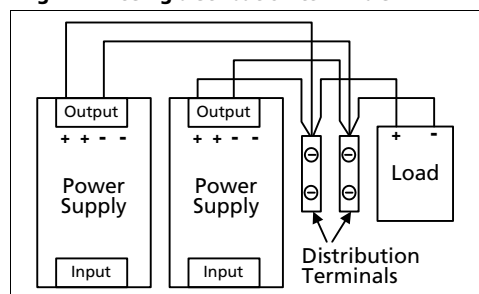 Output
+ + - -
Power
Supply
Input
Output
+ + - -
Power
Supply
Input
+ -
Load
Distribution
Terminals